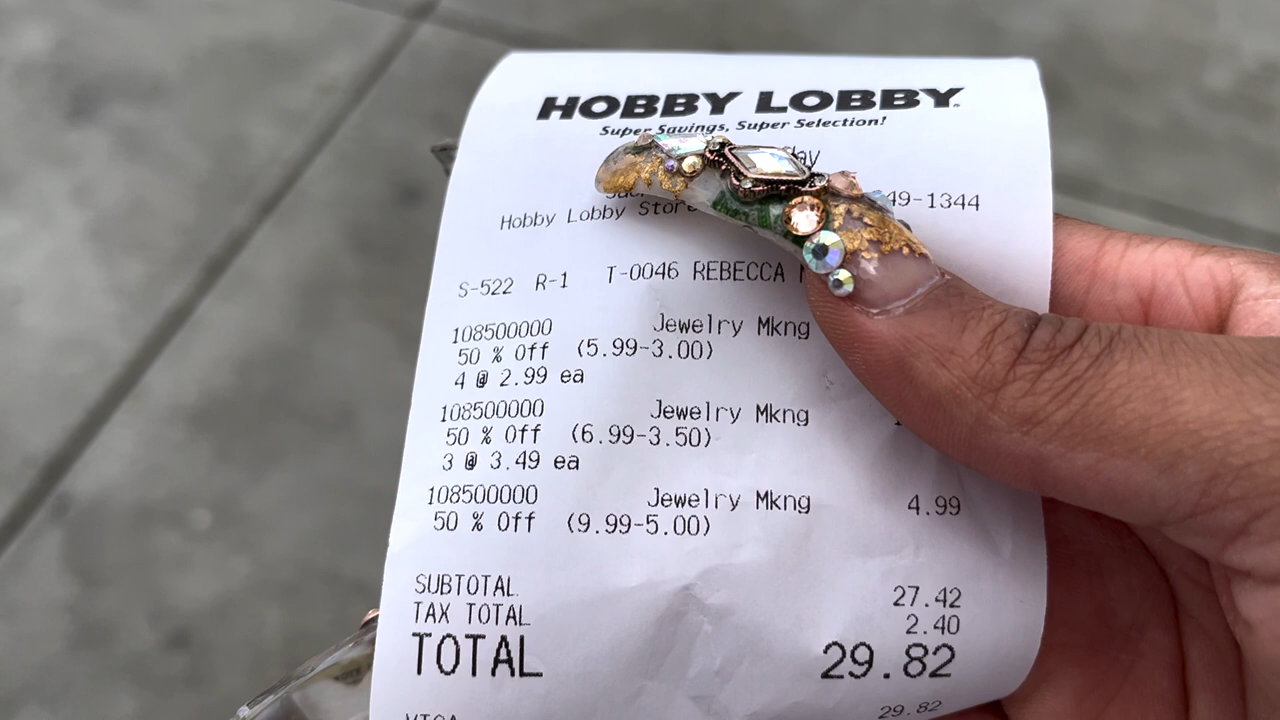 HOBBY LOBBY
Super Savings, Super Selection!
49-1344
Hobby Lobby Store
S-522 R-1 T-0046 REBECCA
108500000 Jewelry Mkng
50 % Off (5.99-3.00)
4 @ 2.99 ea
108500000 Jewelry Mkng
50 % Off (6.99-3.50)
3 @ 3.49 ea
108500000 Jewelry Mkng 4.99
50 % Off (9.99-5.00)
SUBTOTAL 27.42
TAX TOTAL 2.40
TOTAL 29.82
VISA 29.82